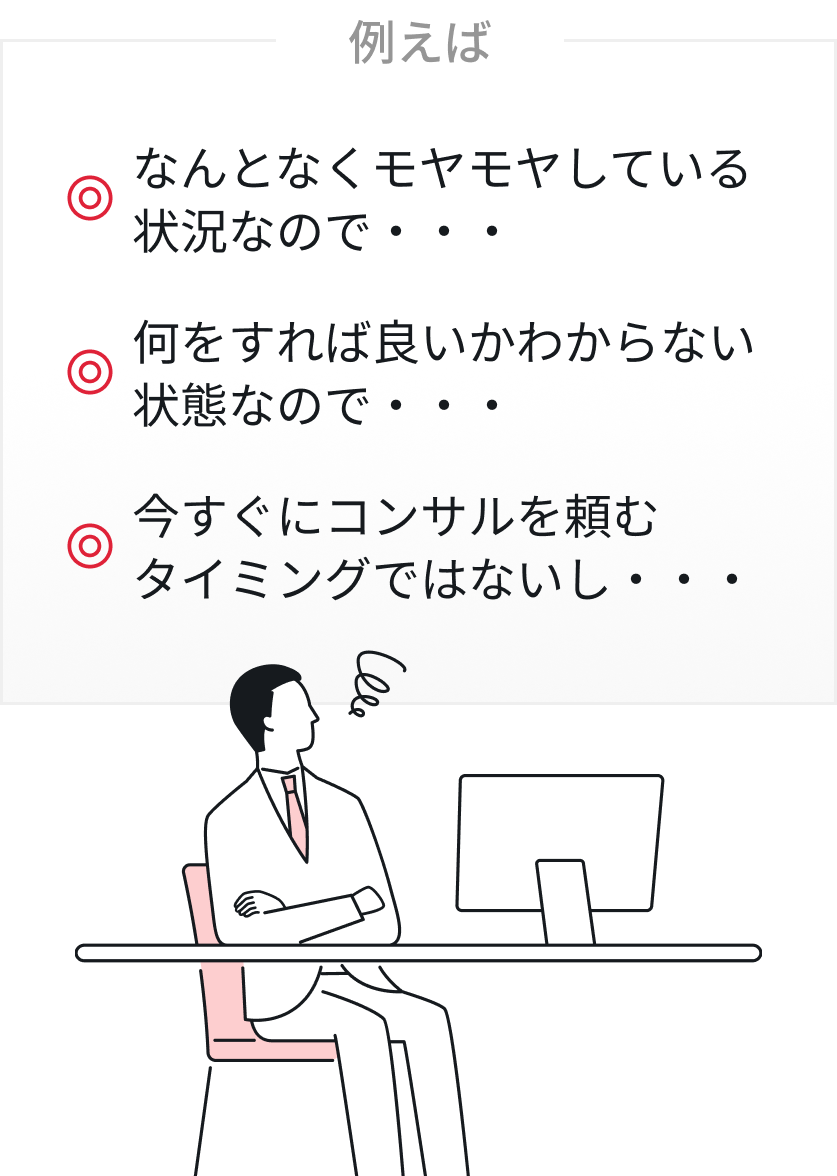 例えば
◎ なんとなくモヤモヤしている
状況なので・・・
◎ 何をすれば良いかわからない
状態なので・・・
◎ 今すぐにコンサルを頼む
タイミングではないし・・・